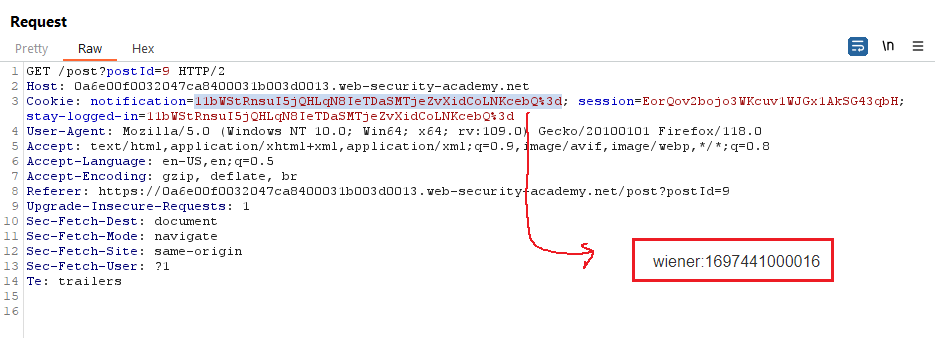 Request
Pretty Raw Hex
\n
1 GET /post?postId=9 HTTP/2
2 Host: 0a6e00f0032047ca8400031b003d0013.web-security-academy.net
3 Cookie: notification=11bWStRnsuI5jQHLqN8IeTDaSMTjeZvXidCoLNKcebQ%3d; session=EorQov2bojo3WKcuv1WJGx1AkSG43qbH;
stay-logged-in=11bWStRnsuI5jQHLqN8IeTDaSMTjeZvXidCoLNKcebQ%3d
4 User-Agent: Mozilla/5.0 (Windows NT 10.0; Win64; x64; rv:109.0) Gecko/20100101 Firefox/118.0
5 Accept: text/html,application/xhtml+xml,application/xml;q=0.9,image/avif,image/webp,*/*;q=0.8
6 Accept-Language: en-US,en;q=0.5
7 Accept-Encoding: gzip, deflate, br
8 Referer: https://0a6e00f0032047ca8400031b003d0013.web-security-academy.net/post?postId=9
9 Upgrade-Insecure-Requests: 1
10 Sec-Fetch-Dest: document
11 Sec-Fetch-Mode: navigate
12 Sec-Fetch-Site: same-origin
13 Sec-Fetch-User: ?1
14 Te: trailers
15
16
wiener:1697441000016